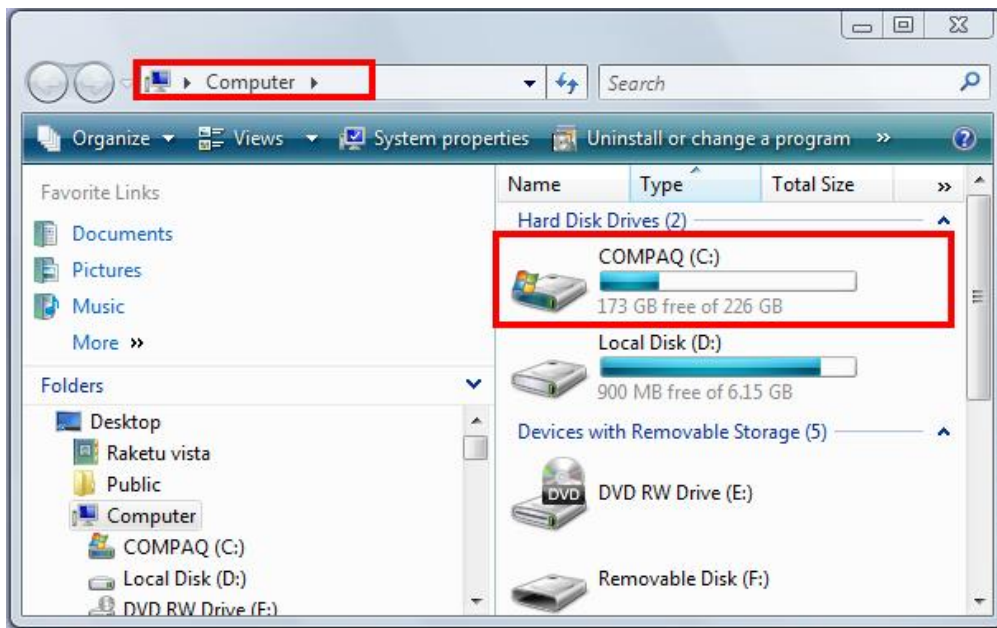 Computer
Search
Organize Views System properties Uninstall or change a program »
Favorite Links
Documents
Pictures
Music
More »
Folders
Desktop
Raketu vista
Public
Computer
COMPAQ (C:)
Local Disk (D:)
DVD RW Drive (E:)
Name Type Total Size »
Hard Disk Drives (2)
COMPAQ (C:)
173 GB free of 226 GB
Local Disk (D:)
900 MB free of 6.15 GB
Devices with Removable Storage (5)
DVD
DVD RW Drive (E:)
Removable Disk (F:)